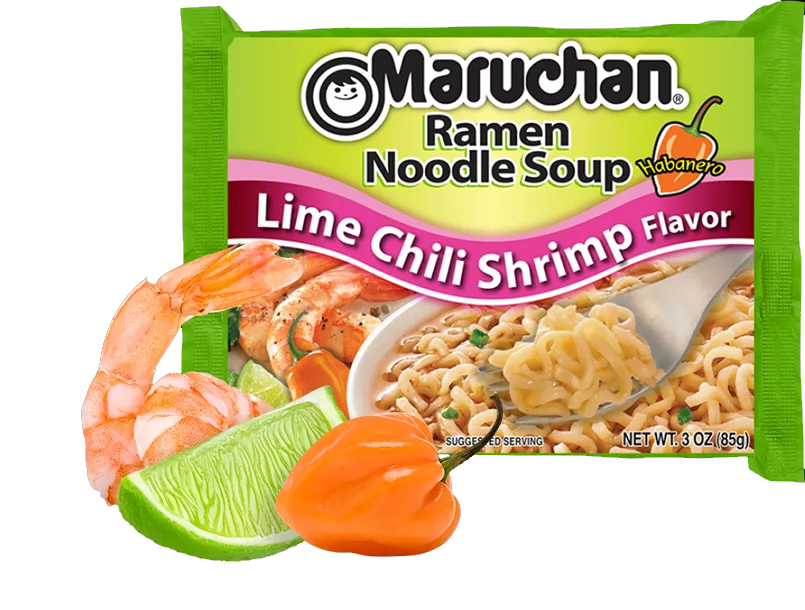 Maruchan®
Ramen
Noodle Soup
Habanero
Lime Chili Shrimp Flavor
SUGGESTED SERVING
NET WT. 3 OZ (85g)